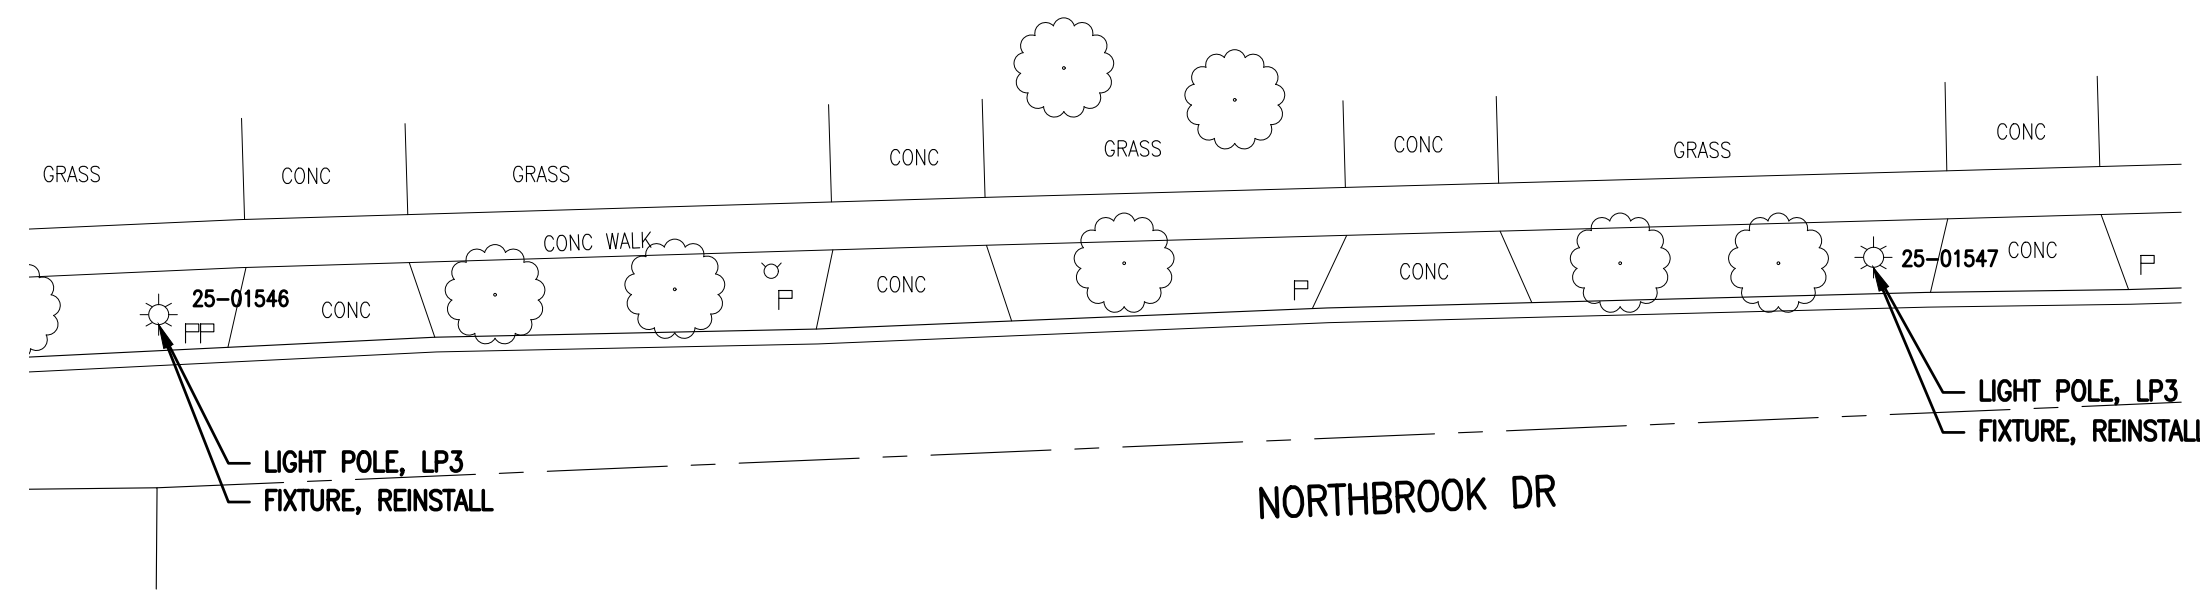 GRASS
CONC
GRASS
CONC
GRASS
CONC
GRASS
CONC
CONC WALK
25-01546
CONC
CONC
CONC
25-01547
CONC
LIGHT POLE, LP3
FIXTURE, REINSTALL
LIGHT POLE, LP3
FIXTURE, REINSTALL
NORTHBROOK DR